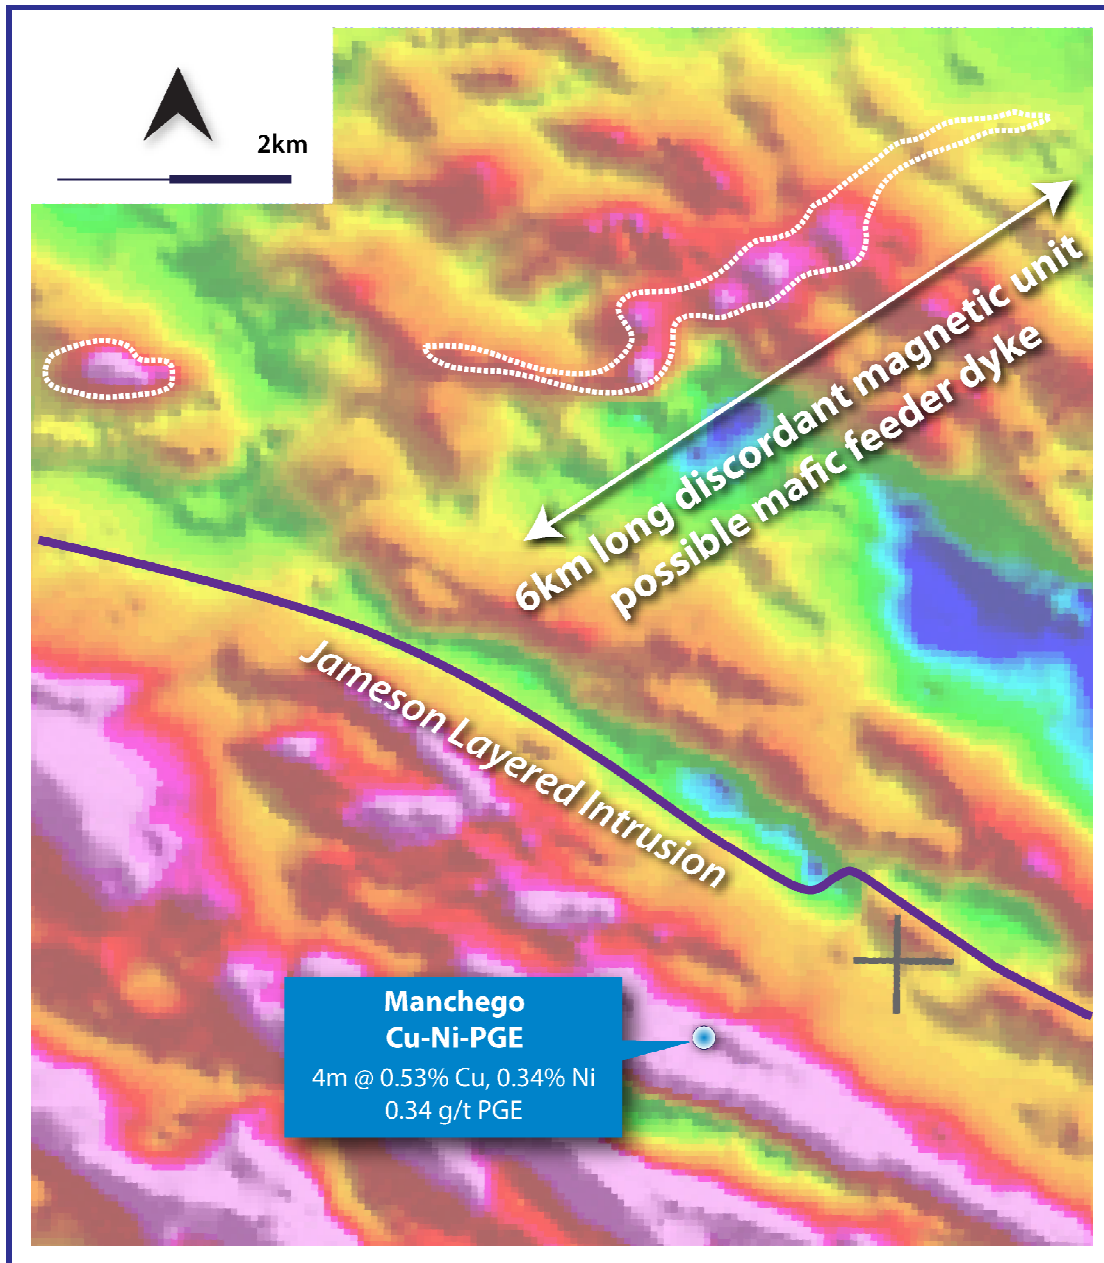 2km
6km long discordant magnetic unit
possible mafic feeder dyke
Jameson Layered Intrusion
Manchego
Cu-Ni-PGE
4m @ 0.53% Cu, 0.34% Ni
0.34 g/t PGE